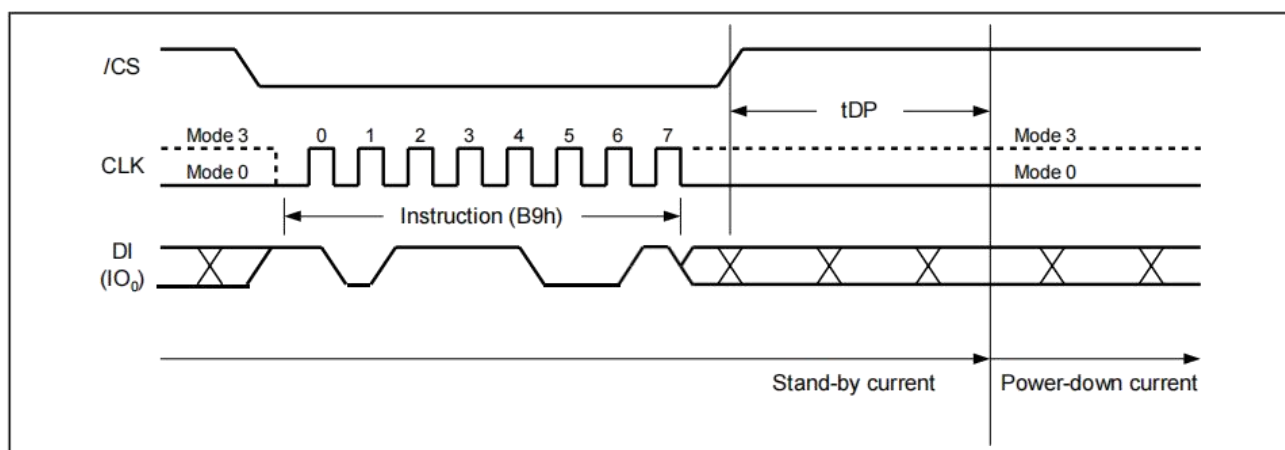 /CS
tDP
Mode 3 0 1 2 3 4 5 6 7 Mode 3
CLK
Mode 0 Mode 0
Instruction (B9h)
DI
(IO₀)
Stand-by current Power-down current